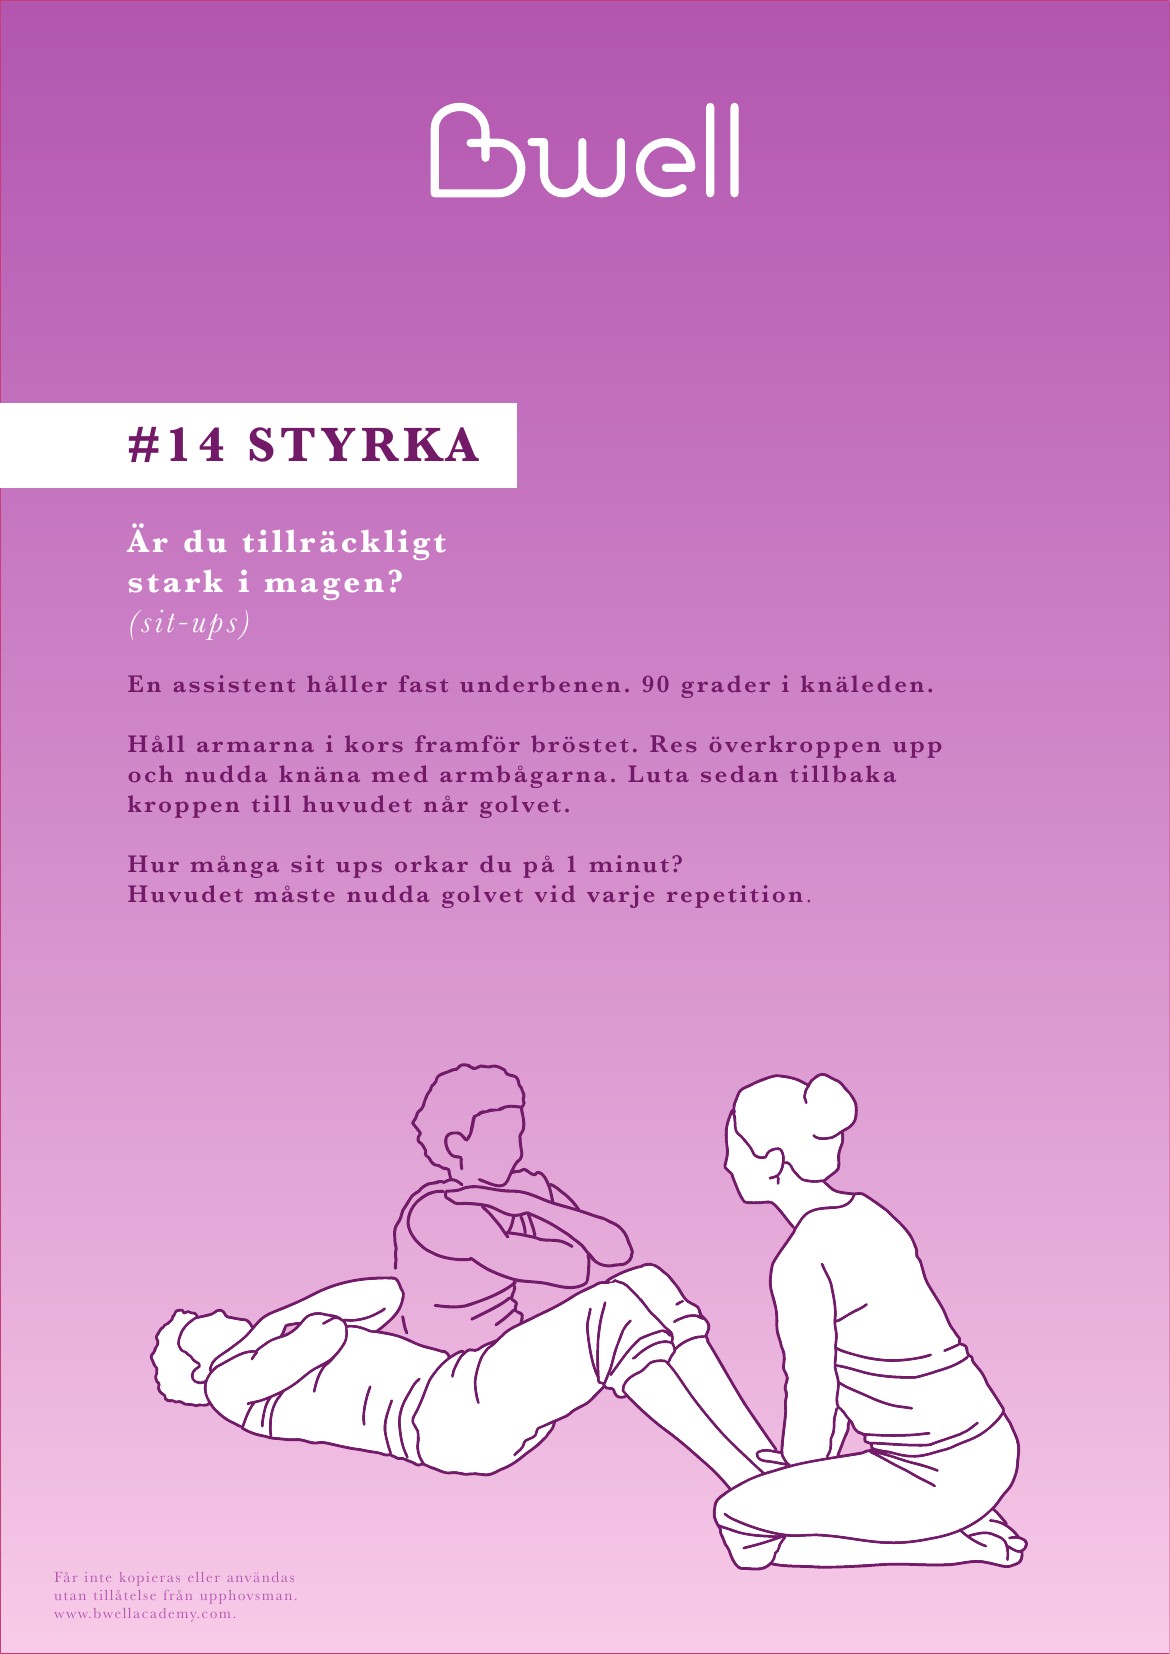 Bwell
#14 STYRKA
Är du tillräckligt
stark i magen?
(sit-ups)
En assistent håller fast underbenen. 90 grader i knäleden.
Håll armarna i kors framför bröstet. Res överkroppen upp
och nudda knäna med armbågarna. Luta sedan tillbaka
kroppen till huvudet når golvet.
Hur många sit ups orkar du på 1 minut?
Huvudet måste nudda golvet vid varje repetition.
Får inte kopieras eller användas
utan tillåtelse från upphovsman.
www.bwellacademy.com.